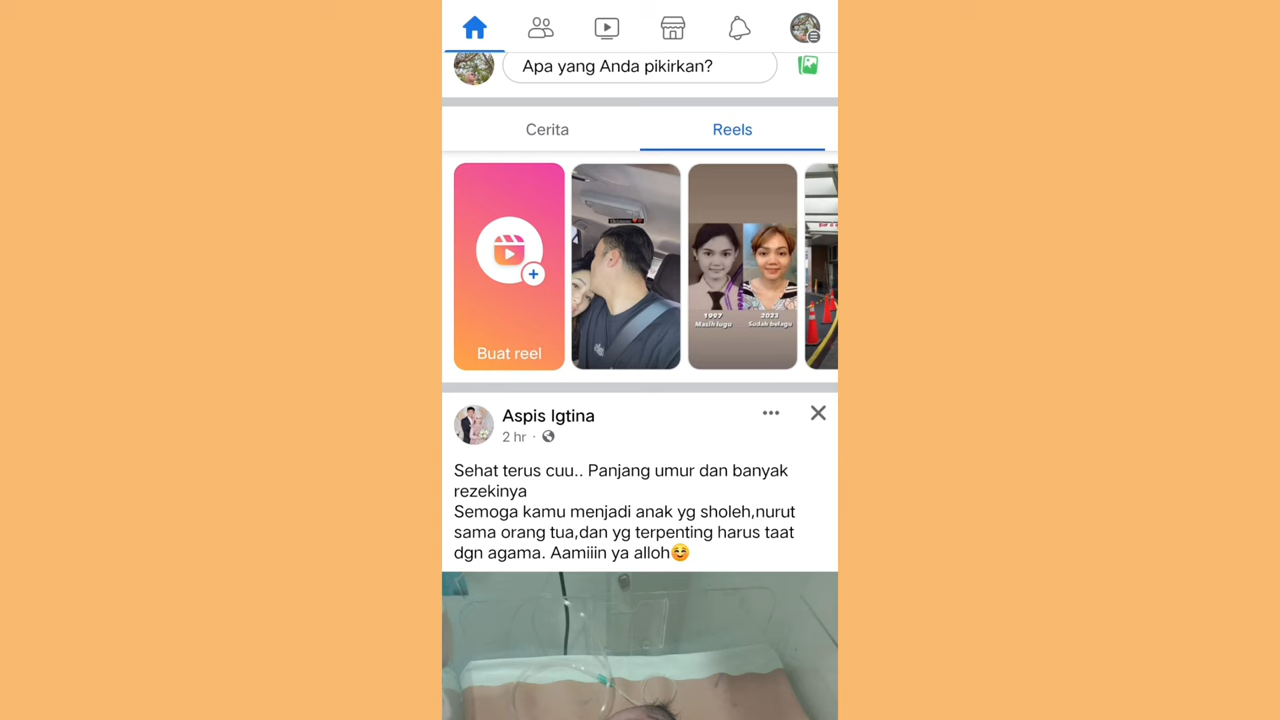 Apa yang Anda pikirkan?
Cerita
Reels
Buat reel
1997
Masih lugu
2023
Sudah belagu
Aspis Igtina
2 hr ·
Sehat terus cuu.. Panjang umur dan banyak
rezekinya
Semoga kamu menjadi anak yg sholeh,nurut
sama orang tua,dan yg terpenting harus taat
dgn agama. Aamiiin ya alloh☺️